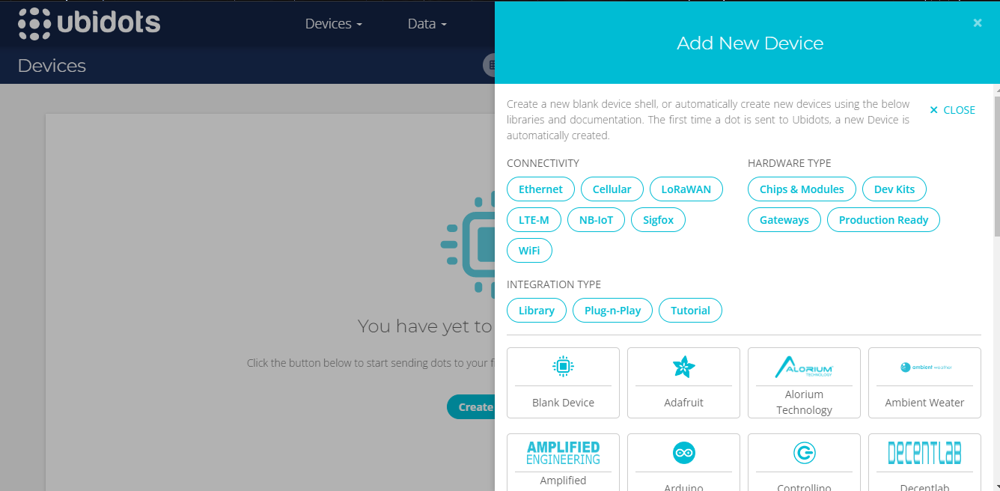 ubidots
Devices
Data
Devices
Add New Device
Create a new blank device shell, or automatically create new devices using the below
libraries and documentation. The first time a dot is sent to Ubidots, a new Device is
automatically created.
× CLOSE
CONNECTIVITY
Ethernet Cellular LoRaWAN
LTE-M NB-IoT Sigfox
WiFi
HARDWARE TYPE
Chips & Modules Dev Kits
Gateways Production Ready
INTEGRATION TYPE
Library Plug-n-Play Tutorial
You have yet to
Click the button below to start sending dots to your f
Create
Blank Device
Adafruit
ALORIUM
TECHNOLOGY
Alorium
Technology
ambient weather
Ambient Weater
AMPLIFIED
ENGINEERING
Amplified
Arduino
Controllino
DECENTLAB
Decentlab